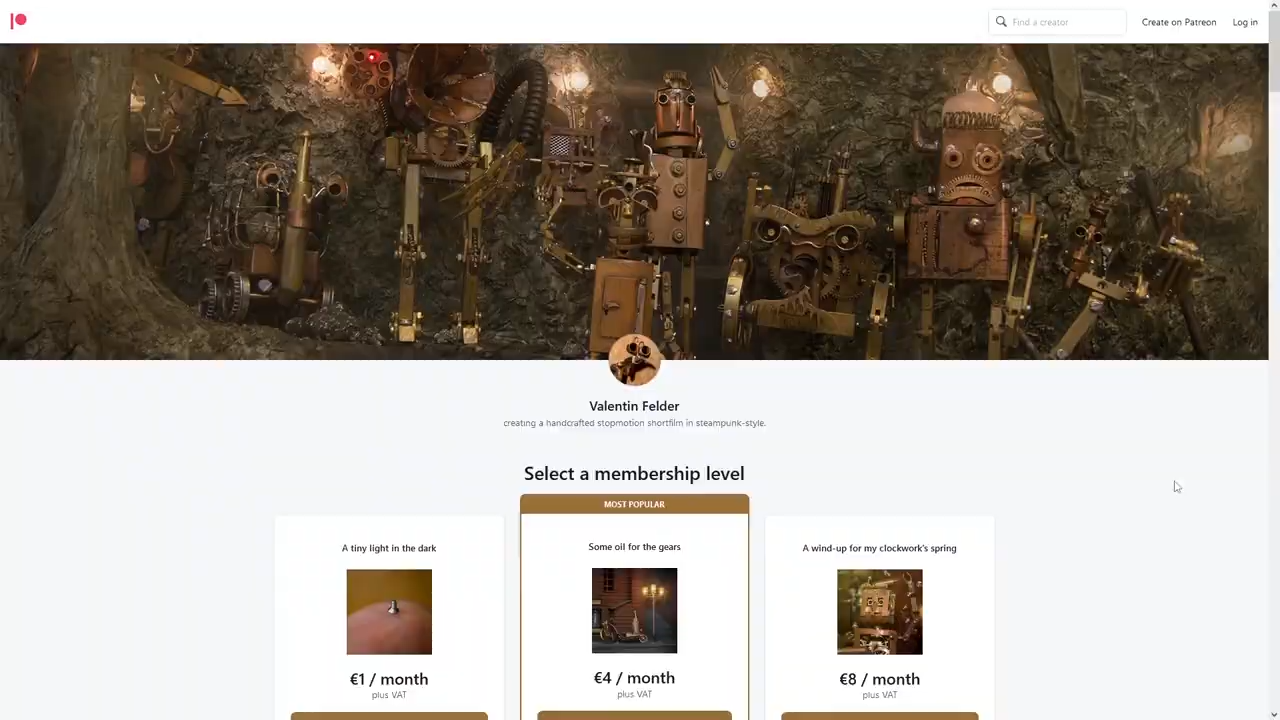 Find a creator
Create on Patreon
Log in
Valentin Felder
creating a handcrafted stopmotion shortfilm in steampunk-style.
Select a membership level
MOST POPULAR
A tiny light in the dark
Some oil for the gears
A wind-up for my clockwork's spring
€1 / month
plus VAT
€4 / month
plus VAT
€8 / month
plus VAT